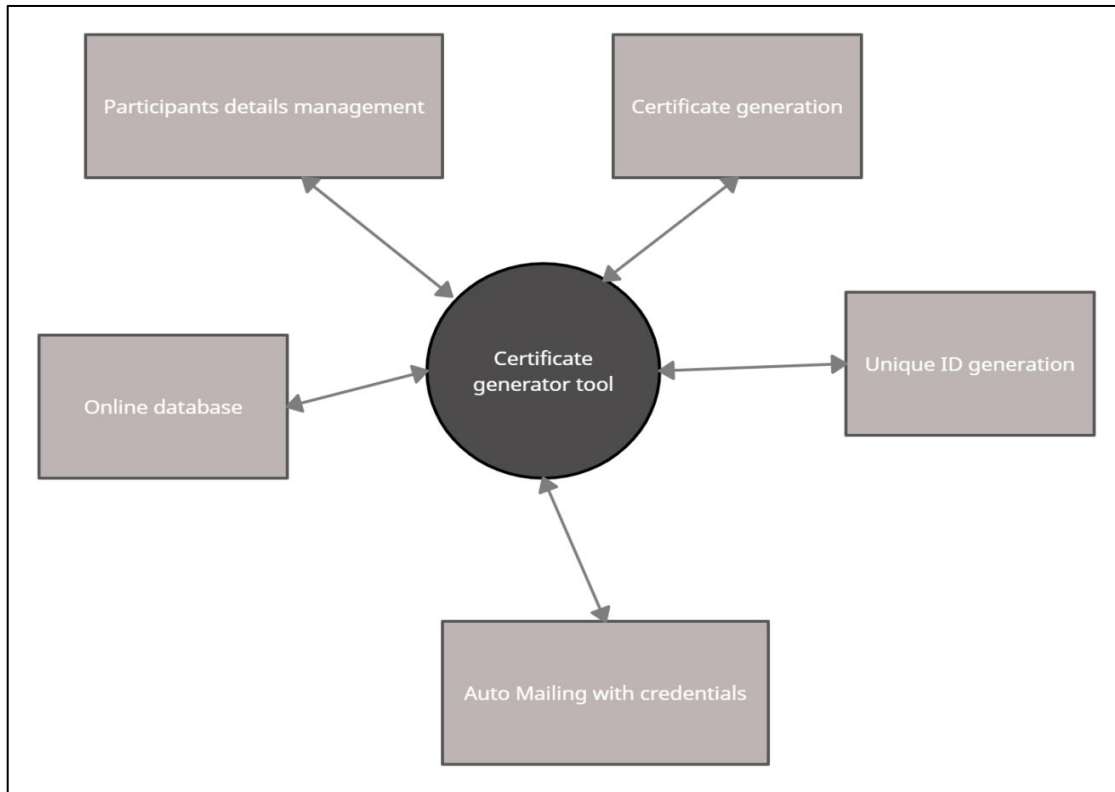 Participants details management
Certificate generation
Certificate
generator tool
Unique ID generation
Online database
Auto Mailing with credentials